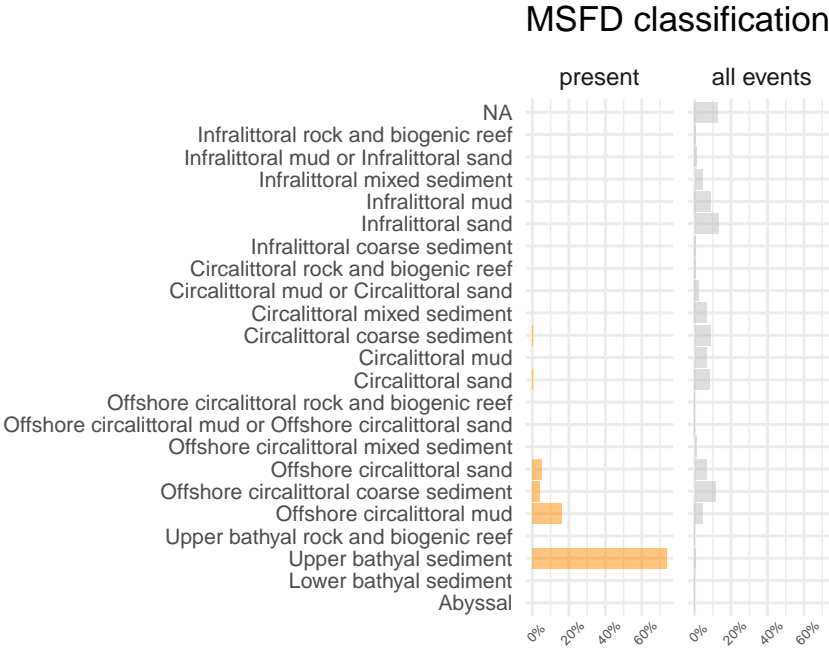 MSFD classification
present
all events
NA
Infralittoral rock and biogenic reef
Infralittoral mud or Infralittoral sand
Infralittoral mixed sediment
Infralittoral mud
Infralittoral sand
Infralittoral coarse sediment
Circalittoral rock and biogenic reef
Circalittoral mud or Circalittoral sand
Circalittoral mixed sediment
Circalittoral coarse sediment
Circalittoral mud
Circalittoral sand
Offshore circalittoral rock and biogenic reef
Offshore circalittoral mud or Offshore circalittoral sand
Offshore circalittoral mixed sediment
Offshore circalittoral sand
Offshore circalittoral coarse sediment
Offshore circalittoral mud
Upper bathyal rock and biogenic reef
Upper bathyal sediment
Lower bathyal sediment
Abyssal
0% 20% 40% 60% 0% 20% 40% 60%